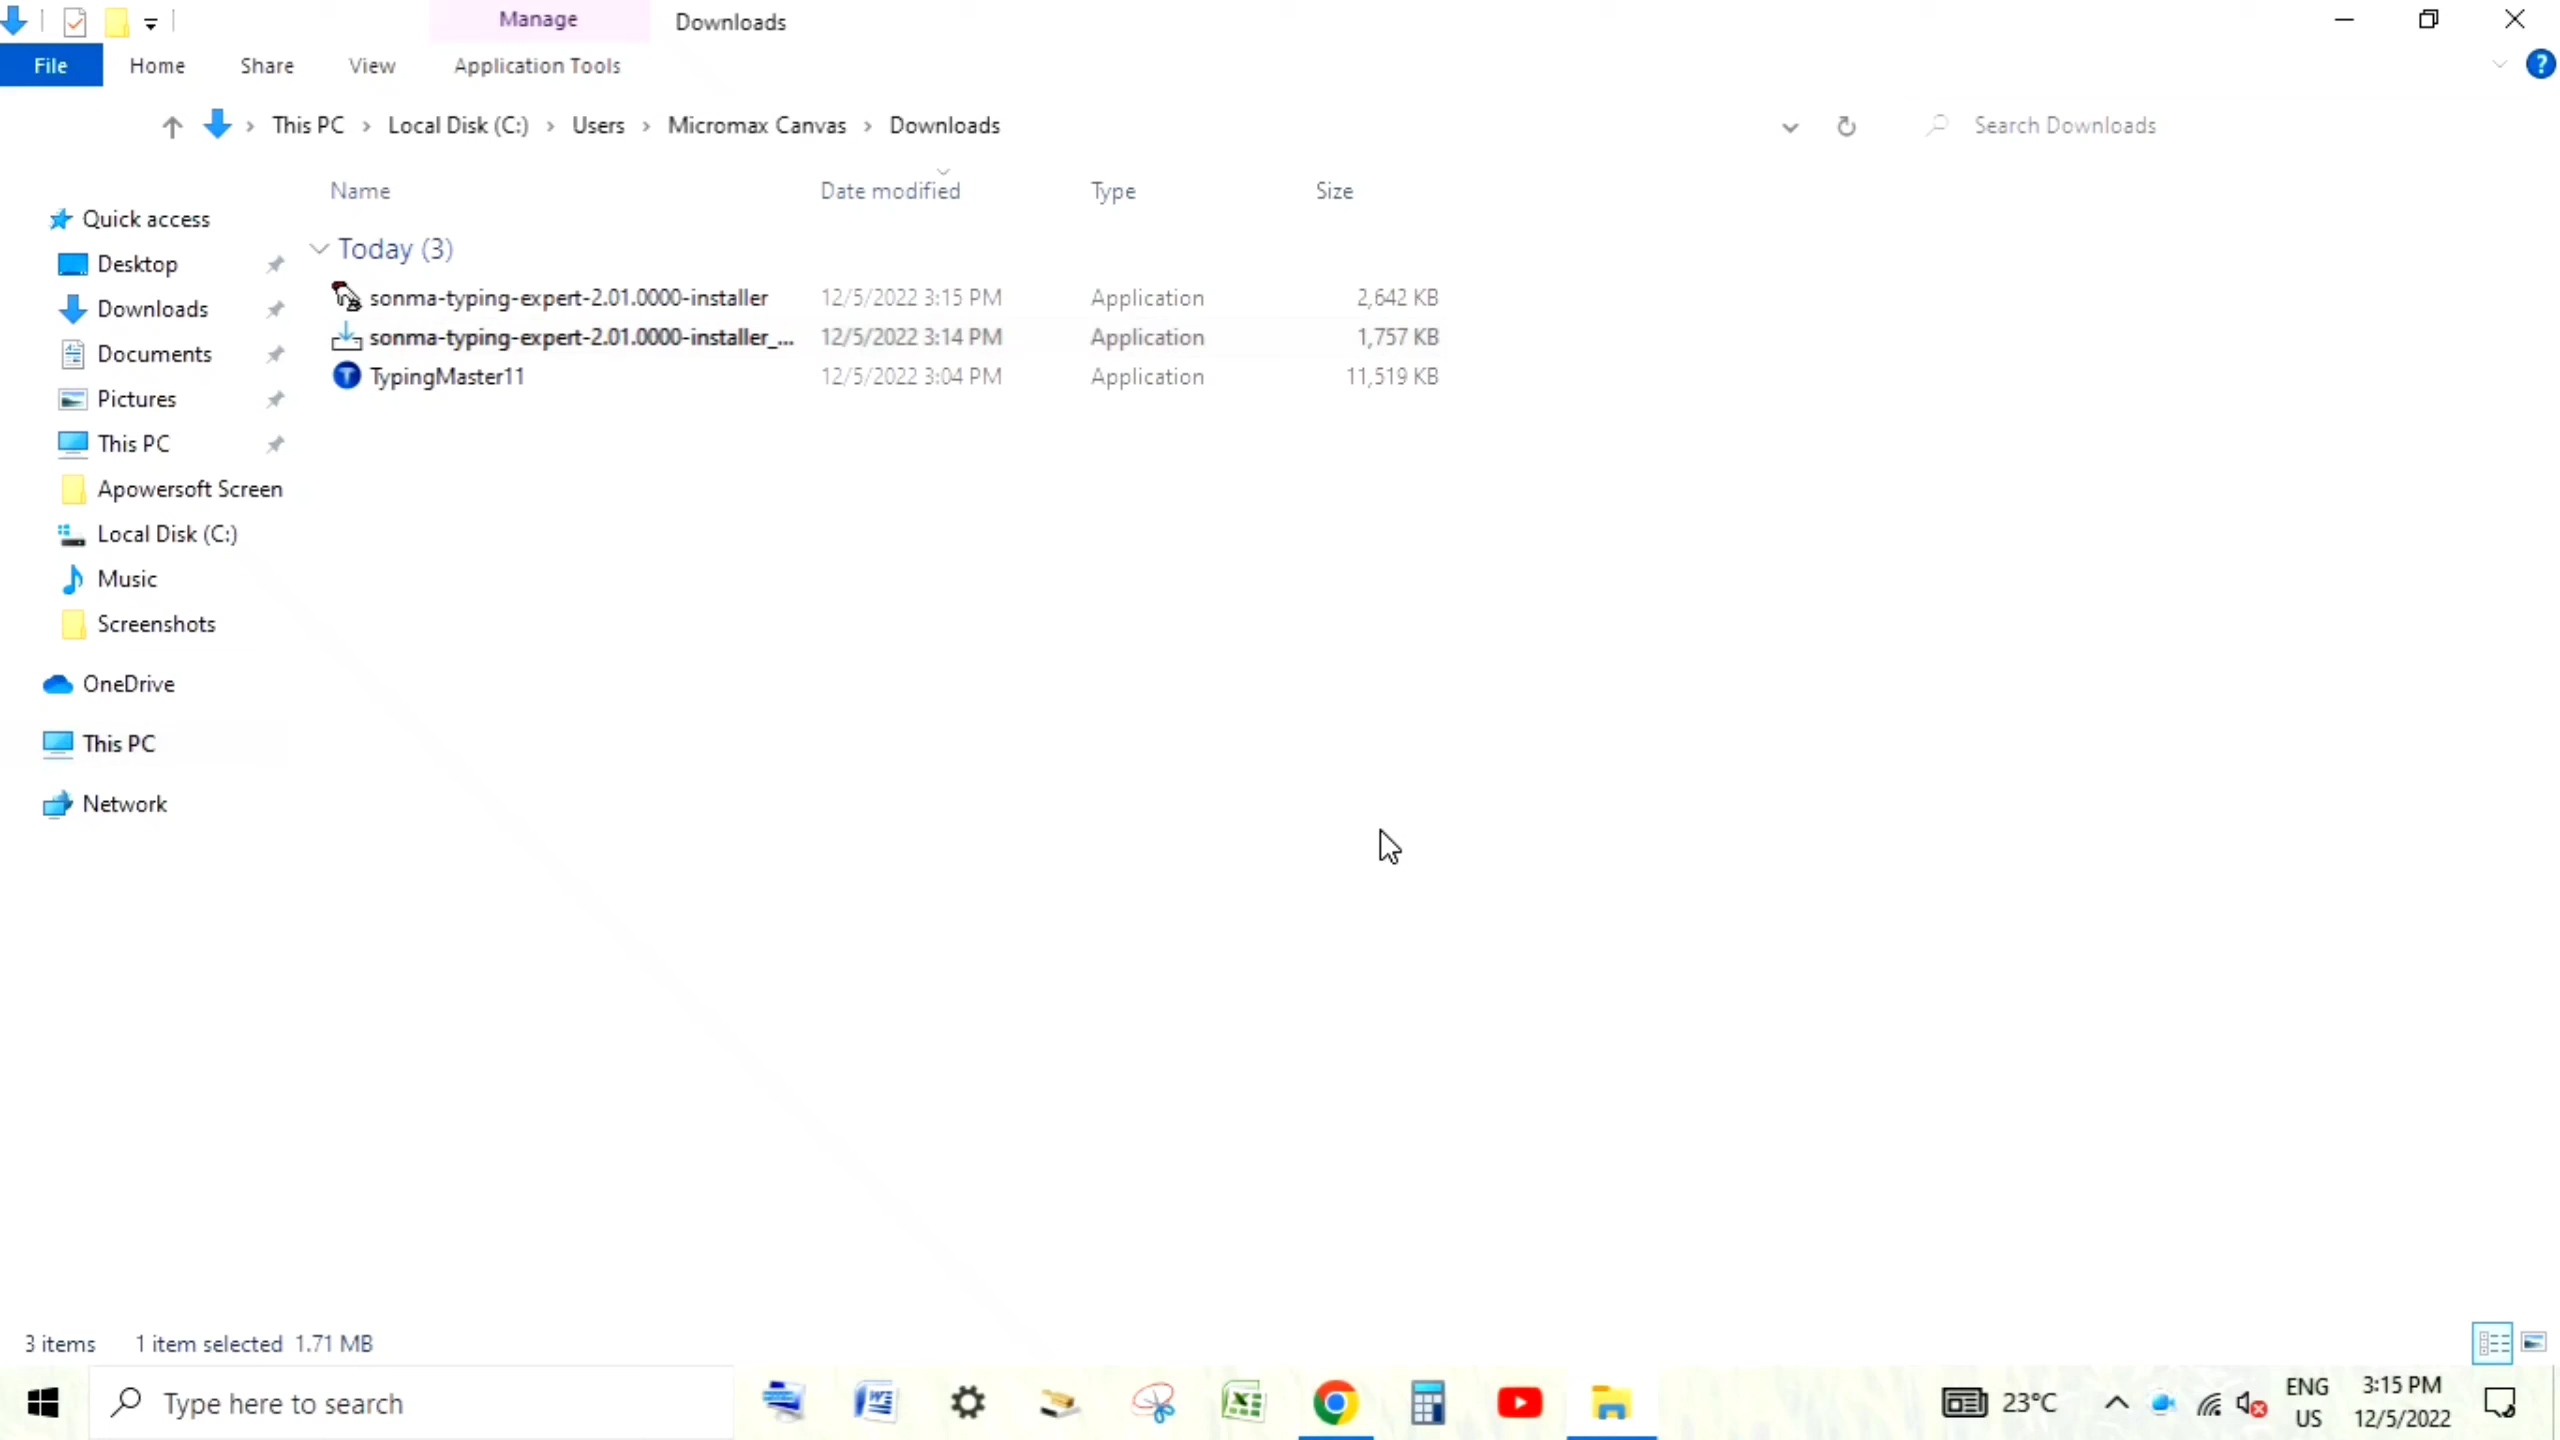 Manage Downloads
File Home Share View Application Tools
This PC Local Disk (C:) Users Micromax Canvas Downloads Search Downloads
Name Date modified Type Size
Quick access
Today (3)
Desktop
sonma-typing-expert-2.01.0000-installer 12/5/2022 3:15 PM Application 2,642 KB
Downloads
sonma-typing-expert-2.01.0000-installer_... 12/5/2022 3:14 PM Application 1,757 KB
Documents
TypingMaster11 12/5/2022 3:04 PM Application 11,519 KB
Pictures
This PC
Apowersoft Screen
Local Disk (C:)
Music
Screenshots
OneDrive
This PC
Network
3 items 1 item selected 1.71 MB
Type here to search
23°C
ENG
US
3:15 PM
12/5/2022